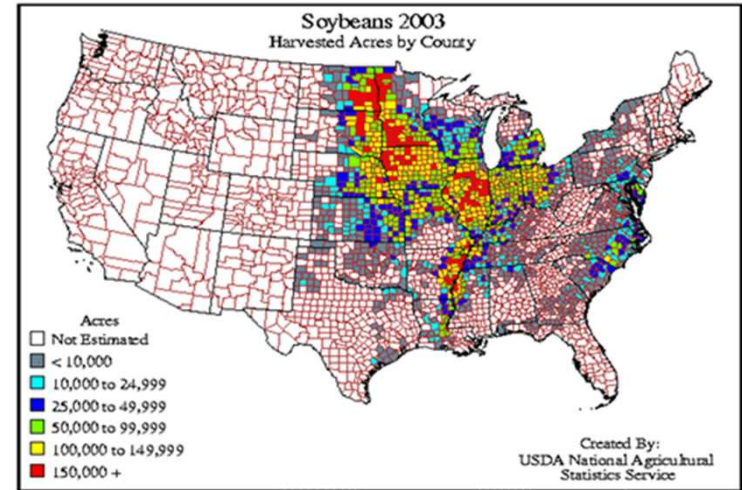 Soybeans 2003
Harvested Acres by County
Acres
Not Estimated
< 10,000
10,000 to 24,999
25,000 to 49,999
50,000 to 99,999
100,000 to 149,999
150,000 +
Created By:
USDA National Agricultural
Statistics Service